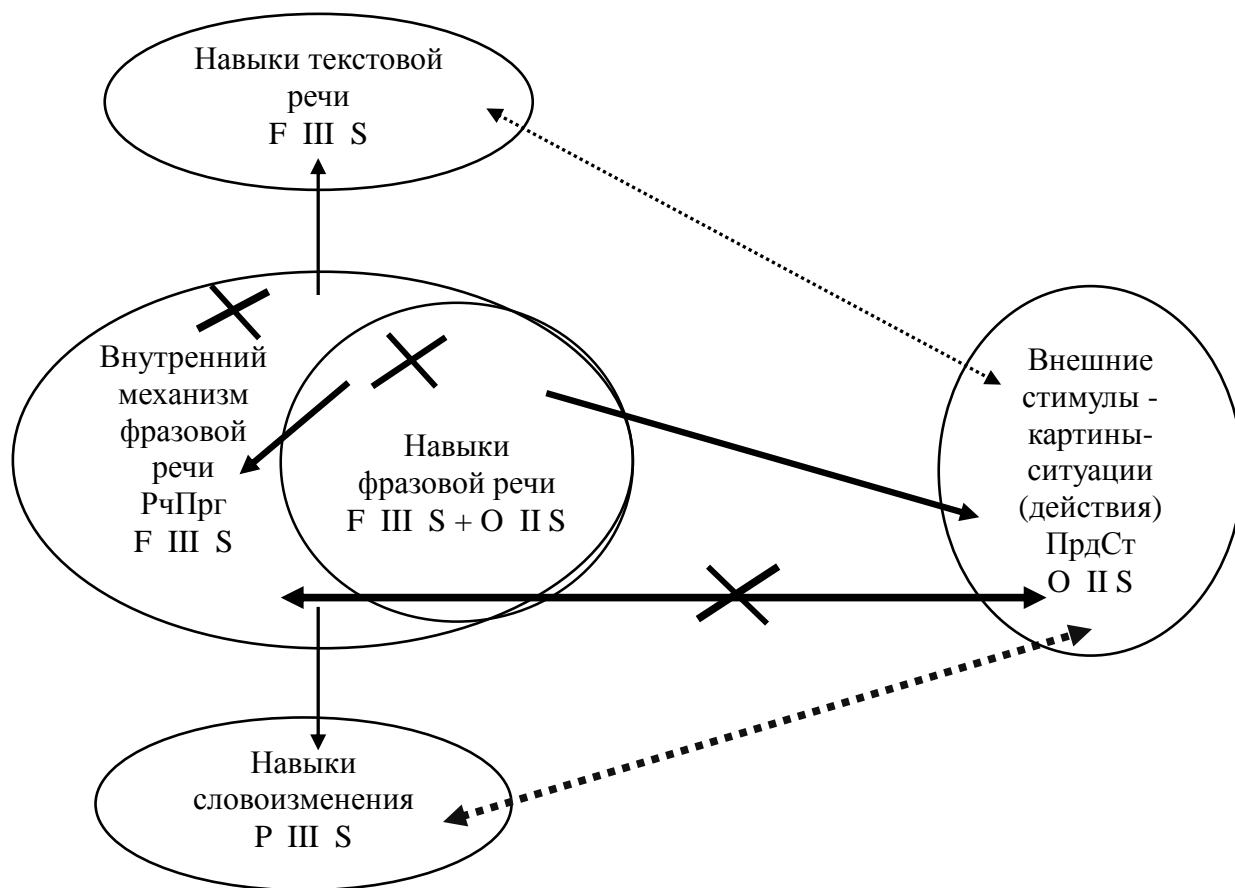 Навыки текстовой
речи
F III S
Внутренний
механизм
фразовой
речи
РчПрг
F III S
Навыки
фразовой речи
F III S + O II S
Внешние
стимулы -
картины-
ситуации
(действия)
ПрдСт
O II S
Навыки
словоизменения
P III S